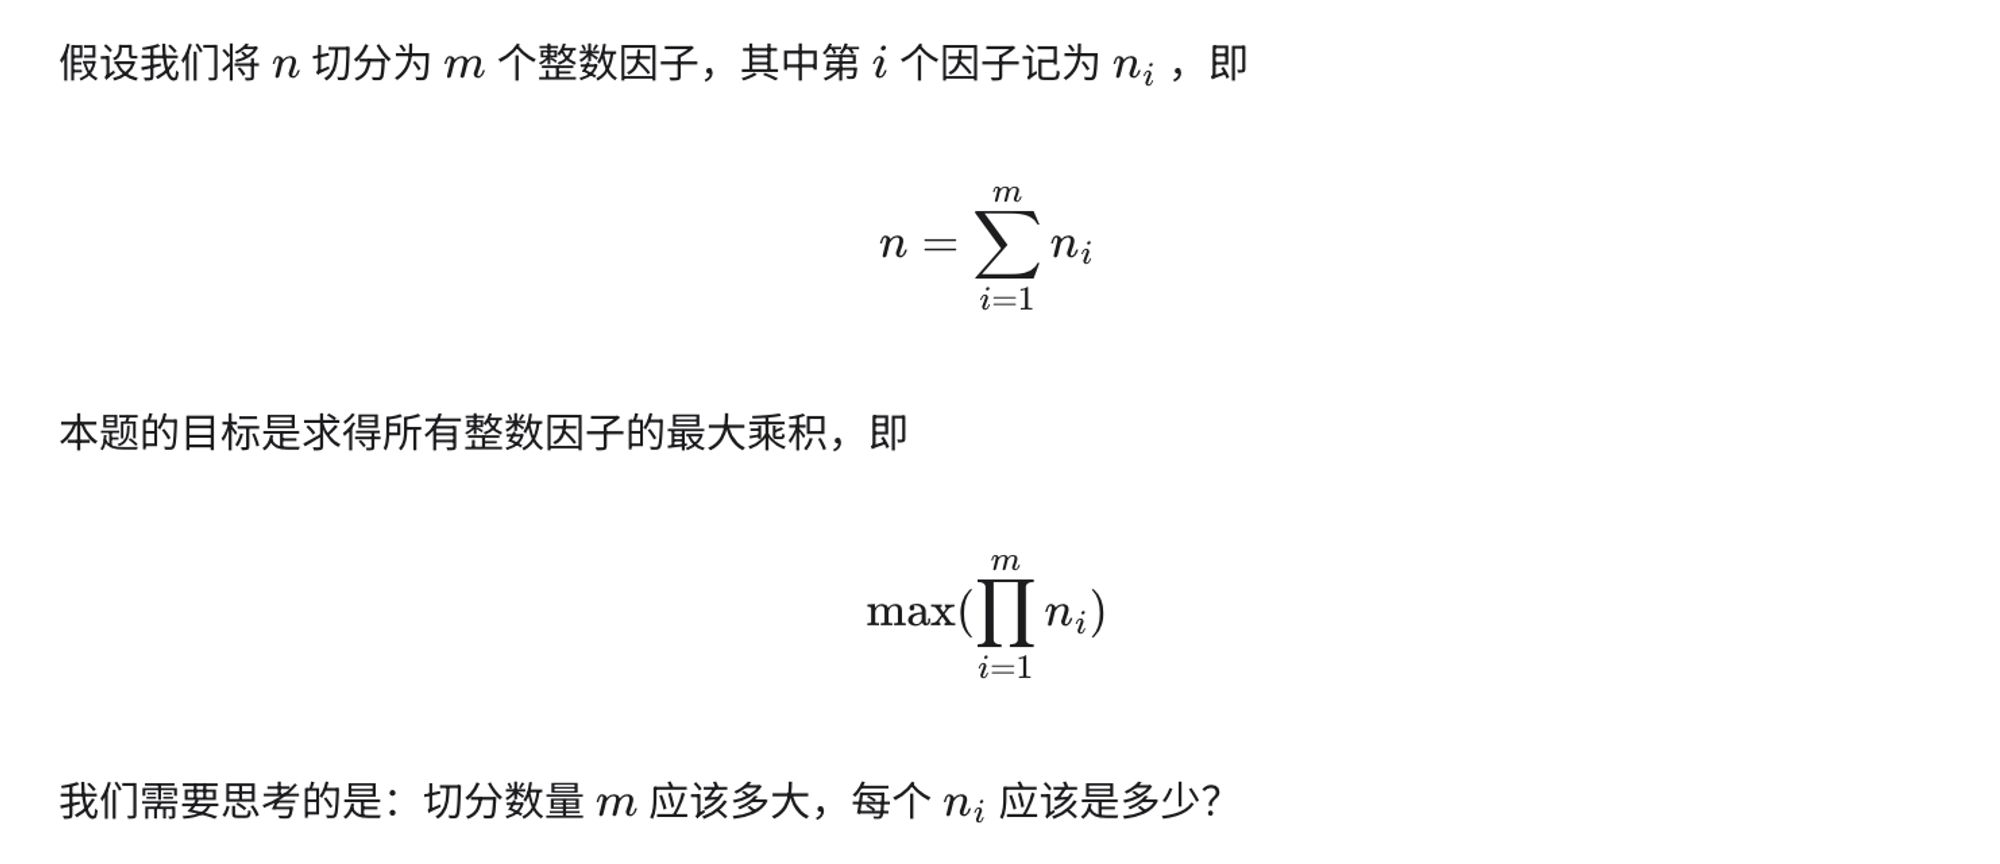 假设我们将 n 切分为 m 个整数因子，其中第 i 个因子记为 n_i ，即
n = \sum_{i=1}^{m} n_i
本题的目标是求得所有整数因子的最大乘积，即
\max(\prod_{i=1}^{m} n_i)
我们需要思考的是：切分数量 m 应该多大，每个 n_i 应该是多少？